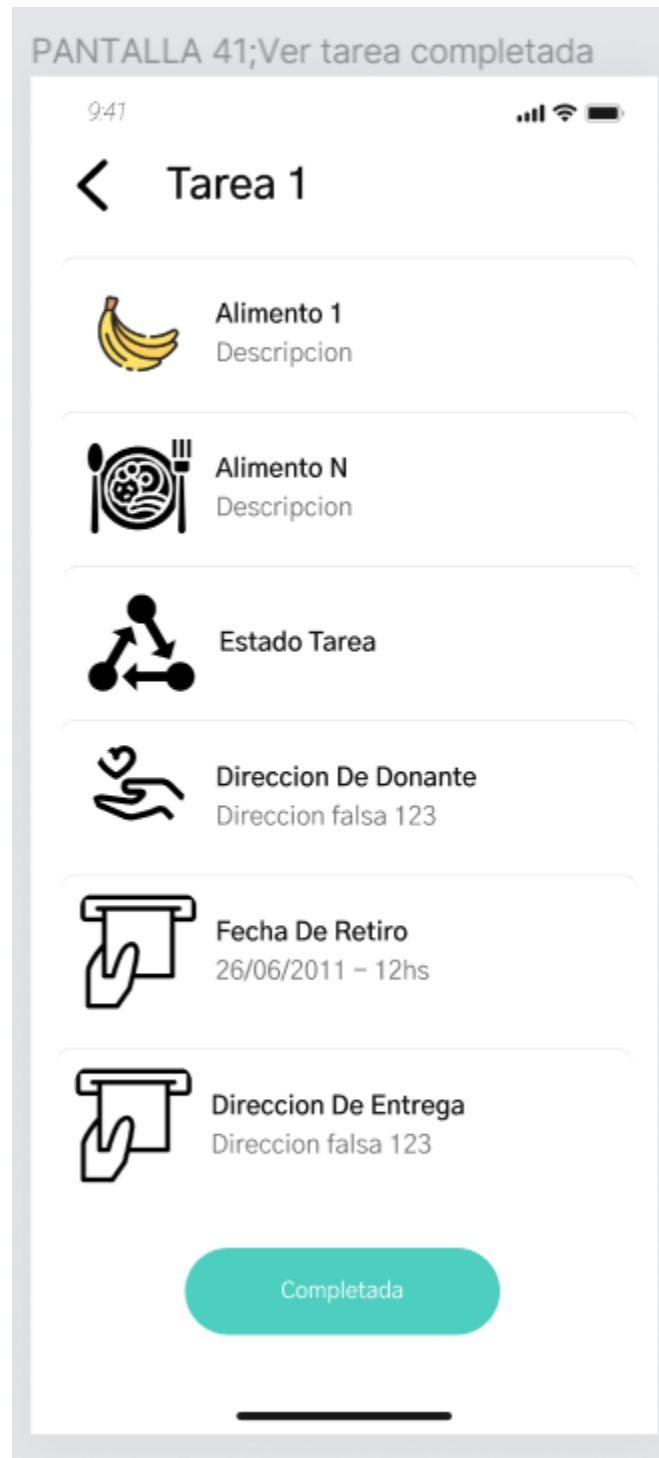 PANTALLA 41;Ver tarea completada
9:41
Tarea 1
Alimento 1
Descripcion
Alimento N
Descripcion
Estado Tarea
Direccion De Donante
Direccion falsa 123
Fecha De Retiro
26/06/2011 – 12hs
Direccion De Entrega
Direccion falsa 123
Completada